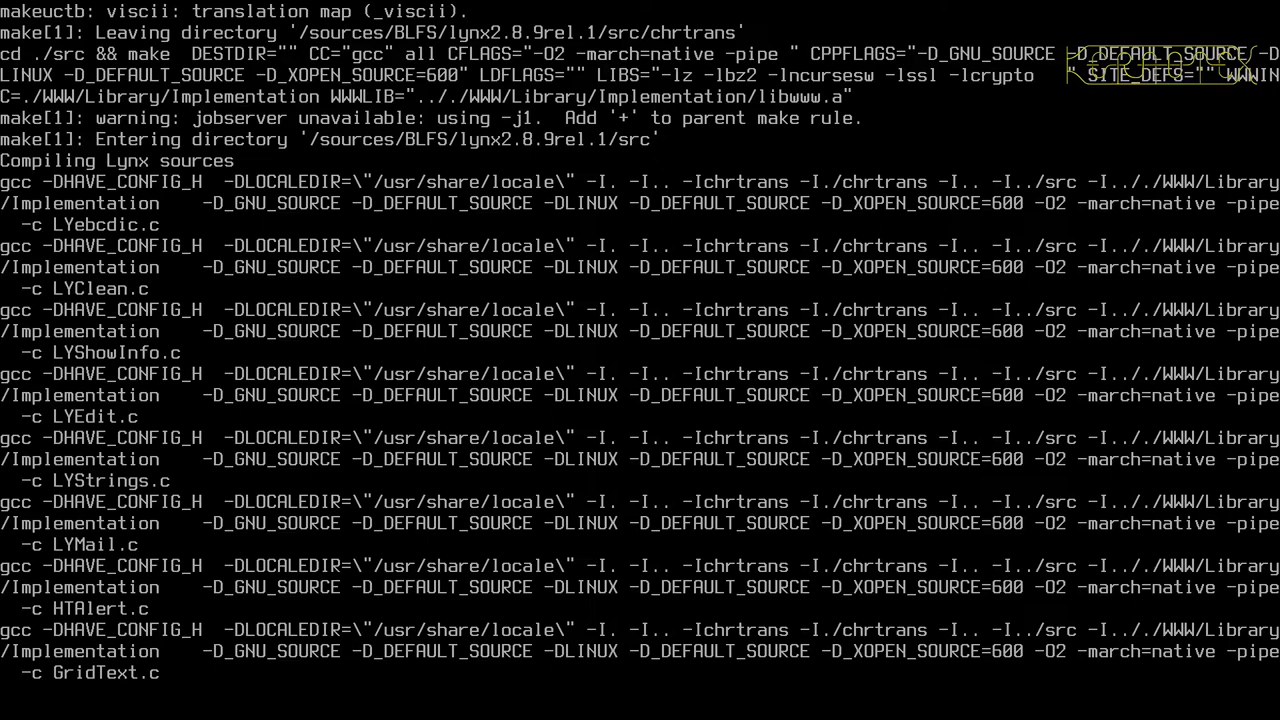 makeuctb: viscii: translation map (_viscii).
make[1]: Leaving directory '/sources/BLFS/lynx2.8.9rel.1/src/chrtrans'
cd ./src && make  DESTDIR="" CC="gcc" all CFLAGS="-O2 -march=native -pipe " CPPFLAGS="-D_GNU_SOURCE -D_DEFAULT_SOURCE -D
LINUX -D_DEFAULT_SOURCE -D_XOPEN_SOURCE=600" LDFLAGS="" LIBS="-lz -lbz2 -lncursesw -lssl -lcrypto   " SITE_DEFS="" WWWIN
C=./WWW/Library/Implementation WWWLIB=".././WWW/Library/Implementation/libwww.a"
make[1]: warning: jobserver unavailable: using -j1.  Add '+' to parent make rule.
make[1]: Entering directory '/sources/BLFS/lynx2.8.9rel.1/src'
Compiling Lynx sources
gcc -DHAVE_CONFIG_H  -DLOCALEDIR=\"/usr/share/locale\" -I. -I.. -Ichrtrans -I./chrtrans -I.. -I../src -I.././WWW/Library
/Implementation    -D_GNU_SOURCE -D_DEFAULT_SOURCE -DLINUX -D_DEFAULT_SOURCE -D_XOPEN_SOURCE=600 -O2 -march=native -pipe
  -c LYebcdic.c
gcc -DHAVE_CONFIG_H  -DLOCALEDIR=\"/usr/share/locale\" -I. -I.. -Ichrtrans -I./chrtrans -I.. -I../src -I.././WWW/Library
/Implementation    -D_GNU_SOURCE -D_DEFAULT_SOURCE -DLINUX -D_DEFAULT_SOURCE -D_XOPEN_SOURCE=600 -O2 -march=native -pipe
  -c LYClean.c
gcc -DHAVE_CONFIG_H  -DLOCALEDIR=\"/usr/share/locale\" -I. -I.. -Ichrtrans -I./chrtrans -I.. -I../src -I.././WWW/Library
/Implementation    -D_GNU_SOURCE -D_DEFAULT_SOURCE -DLINUX -D_DEFAULT_SOURCE -D_XOPEN_SOURCE=600 -O2 -march=native -pipe
  -c LYShowInfo.c
gcc -DHAVE_CONFIG_H  -DLOCALEDIR=\"/usr/share/locale\" -I. -I.. -Ichrtrans -I./chrtrans -I.. -I../src -I.././WWW/Library
/Implementation    -D_GNU_SOURCE -D_DEFAULT_SOURCE -DLINUX -D_DEFAULT_SOURCE -D_XOPEN_SOURCE=600 -O2 -march=native -pipe
  -c LYEdit.c
gcc -DHAVE_CONFIG_H  -DLOCALEDIR=\"/usr/share/locale\" -I. -I.. -Ichrtrans -I./chrtrans -I.. -I../src -I.././WWW/Library
/Implementation    -D_GNU_SOURCE -D_DEFAULT_SOURCE -DLINUX -D_DEFAULT_SOURCE -D_XOPEN_SOURCE=600 -O2 -march=native -pipe
  -c LYStrings.c
gcc -DHAVE_CONFIG_H  -DLOCALEDIR=\"/usr/share/locale\" -I. -I.. -Ichrtrans -I./chrtrans -I.. -I../src -I.././WWW/Library
/Implementation    -D_GNU_SOURCE -D_DEFAULT_SOURCE -DLINUX -D_DEFAULT_SOURCE -D_XOPEN_SOURCE=600 -O2 -march=native -pipe
  -c LYMail.c
gcc -DHAVE_CONFIG_H  -DLOCALEDIR=\"/usr/share/locale\" -I. -I.. -Ichrtrans -I./chrtrans -I.. -I../src -I.././WWW/Library
/Implementation    -D_GNU_SOURCE -D_DEFAULT_SOURCE -DLINUX -D_DEFAULT_SOURCE -D_XOPEN_SOURCE=600 -O2 -march=native -pipe
  -c HTAlert.c
gcc -DHAVE_CONFIG_H  -DLOCALEDIR=\"/usr/share/locale\" -I. -I.. -Ichrtrans -I./chrtrans -I.. -I../src -I.././WWW/Library
/Implementation    -D_GNU_SOURCE -D_DEFAULT_SOURCE -DLINUX -D_DEFAULT_SOURCE -D_XOPEN_SOURCE=600 -O2 -march=native -pipe
  -c GridText.c